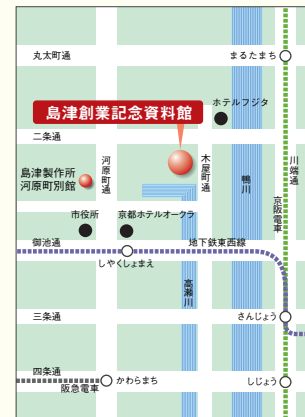 丸太町通
まるたまち
ホテルフジタ
島津創業記念資料館
二条通
河原町通
木屋町通
鴨川
川端通
京阪電車
島津製作所
河原町別館
市役所
京都ホテルオークラ
御池通
地下鉄東西線
しやくしょまえ
高瀬川
三条通
さんじょう
四条通
阪急電車
かわらまち
しじょう